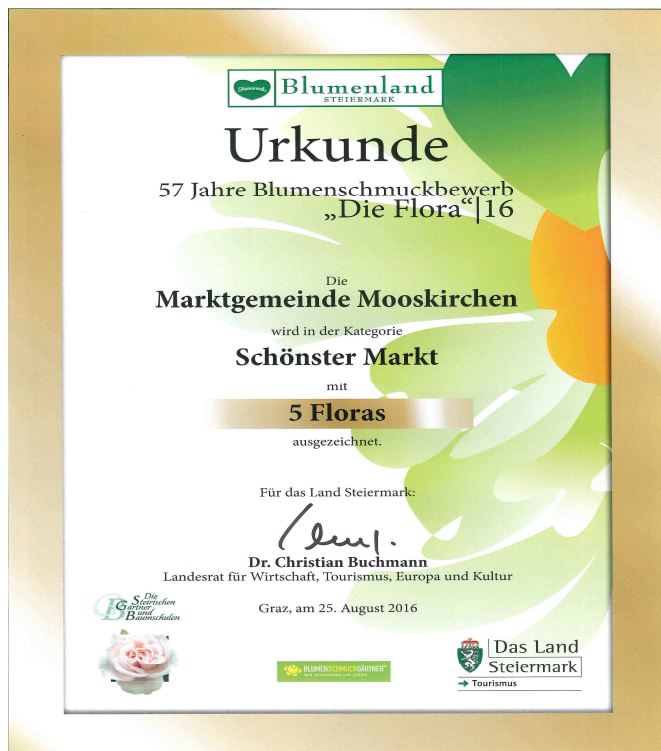 Steiermark
Blumenland
STEIERMARK
Urkunde
57 Jahre Blumenschmuckbewerb
„Die Flora“|16
Die
Marktgemeinde Mooskirchen
wird in der Kategorie
Schönster Markt
mit
5 Floras
ausgezeichnet.
Für das Land Steiermark:
Dr. Christian Buchmann
Landesrat für Wirtschaft, Tourismus, Europa und Kultur
Graz, am 25. August 2016
Die
Steirischen
Gärtner
und
Baumschulen
BLUMENSCHMUCKGÄRTNER
Das Land
Steiermark
→ Tourismus